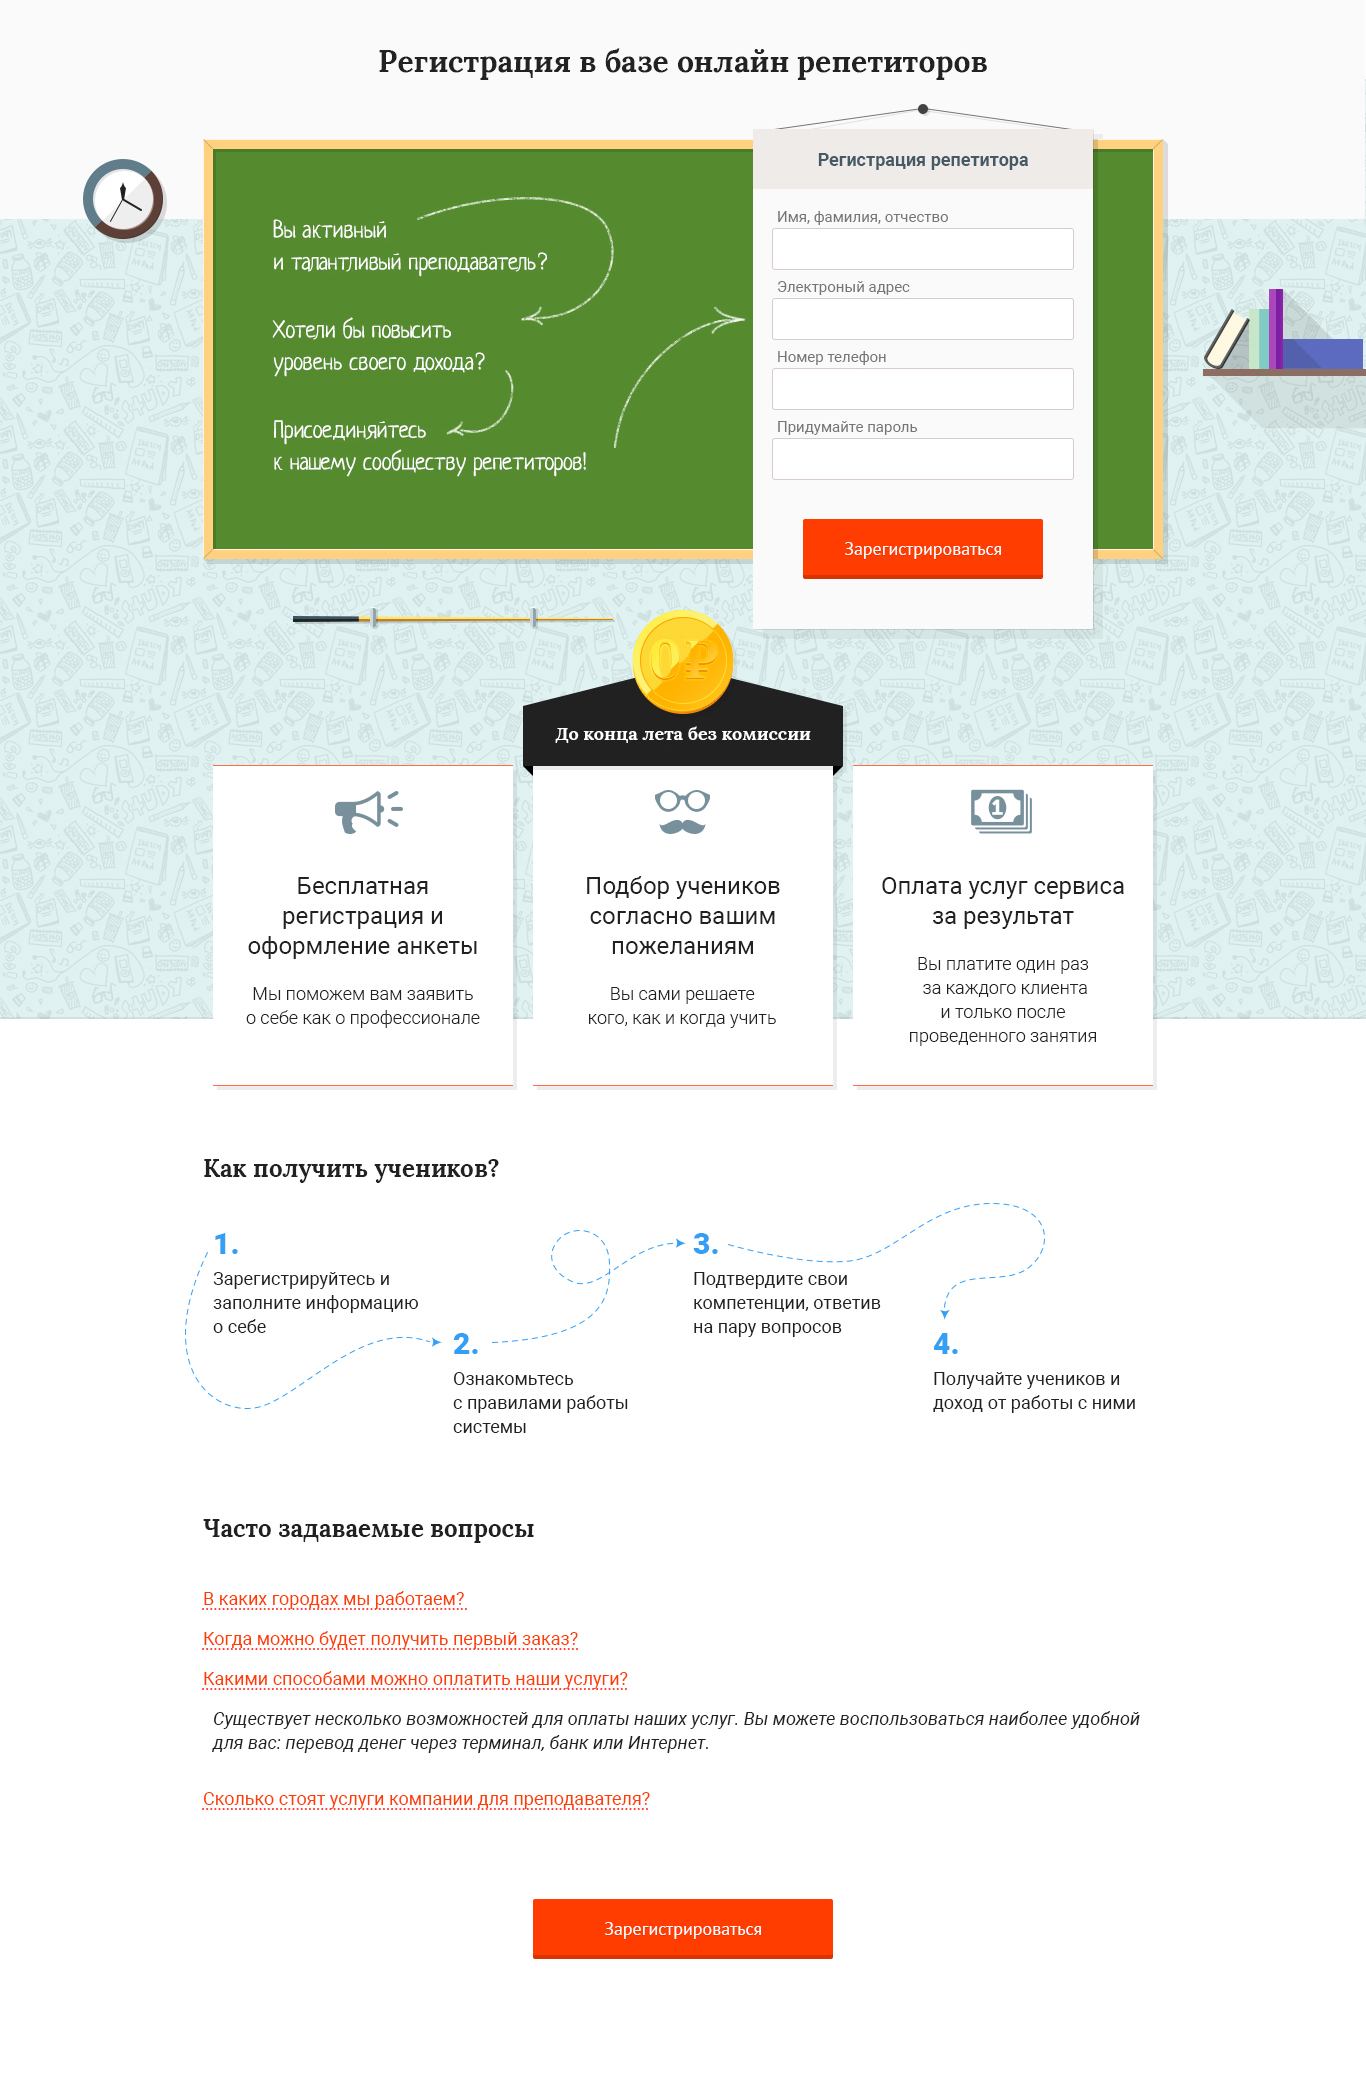 Регистрация в базе онлайн репетиторов
Вы активный
и талантливый преподаватель?
Хотели бы повысить
уровень своего дохода?
Присоединяйтесь
к нашему сообществу репетиторов!
Регистрация репетитора
Имя, фамилия, отчество
Электроный адрес
Номер телефон
Придумайте пароль
Зарегистрироваться
0₽
До конца лета без комиссии
Бесплатная
регистрация и
оформление анкеты
Мы поможем вам заявить
о себе как о профессионале
Подбор учеников
согласно вашим
пожеланиям
Вы сами решаете
кого, как и когда учить
1
Оплата услуг сервиса
за результат
Вы платите один раз
за каждого клиента
и только после
проведенного занятия
Как получить учеников?
1.
Зарегистрируйтесь и
заполните информацию
о себе
2.
Ознакомьтесь
с правилами работы
системы
3.
Подтвердите свои
компетенции, ответив
на пару вопросов
4.
Получайте учеников и
доход от работы с ними
Часто задаваемые вопросы
В каких городах мы работаем?
Когда можно будет получить первый заказ?
Какими способами можно оплатить наши услуги?
Существует несколько возможностей для оплаты наших услуг. Вы можете воспользоваться наиболее удобной
для вас: перевод денег через терминал, банк или Интернет.
Сколько стоят услуги компании для преподавателя?
Зарегистрироваться